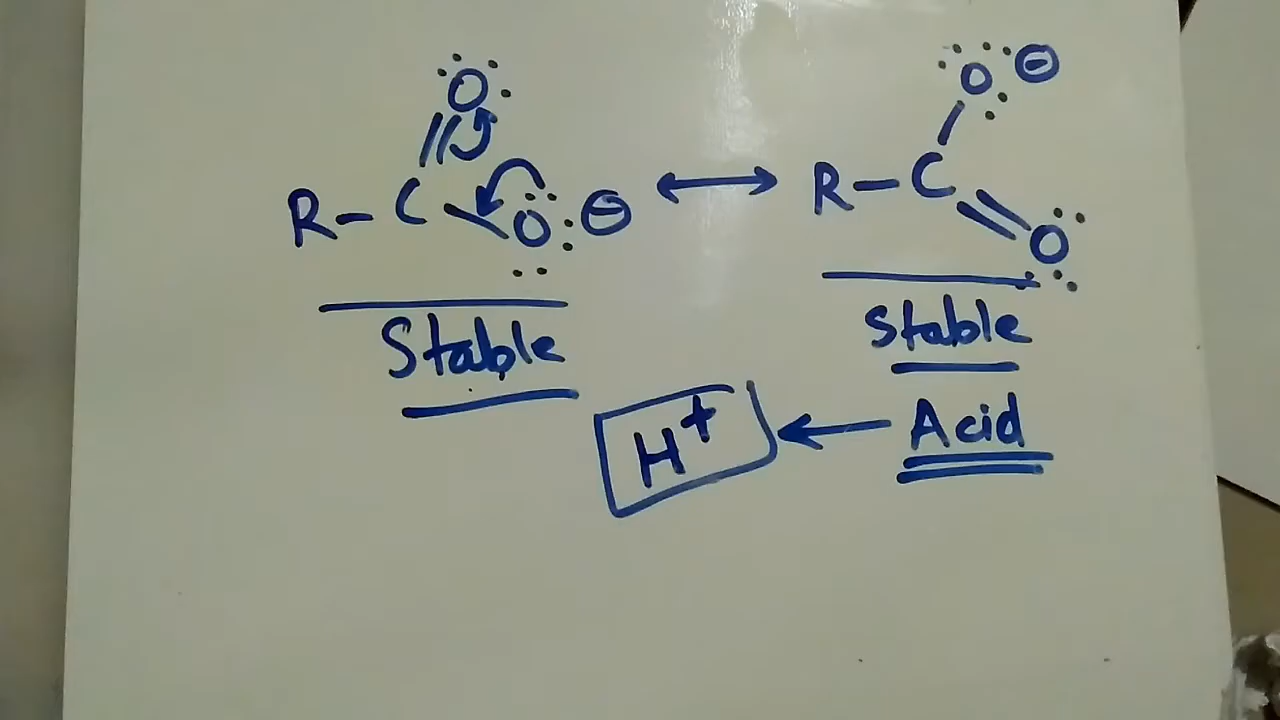 O O ⊖
R-C O ⊖ ↔ R-C O
Stable Stable
H⁺ ← Acid